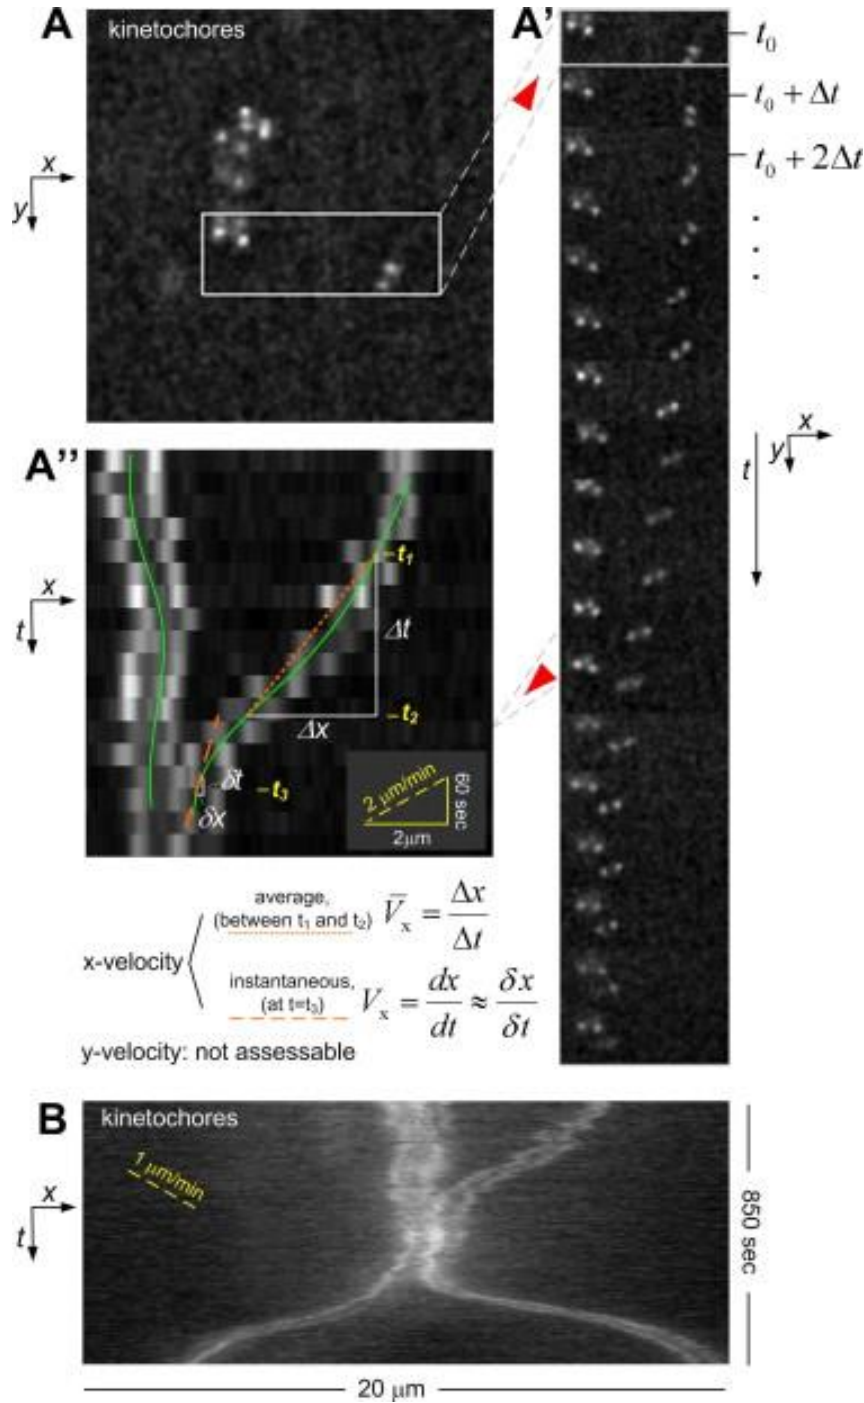 A
kinetochores
x
y
A'
t₀
t₀ + Δt
t₀ + 2Δt
.
.
.
x
t
y
A''
x
t
t₁
Δt
Δx
t₂
δt
t₃
δx
2 μm/min
60 sec
2μm
average,
(between t₁ and t₂) V̅ₓ = Δx/Δt
x-velocity
instantaneous,
(at t=t₃) Vₓ = dx/dt ≈ δx/δt
y-velocity: not assessable
B
kinetochores
1 μm/min
x
t
850 sec
20 μm